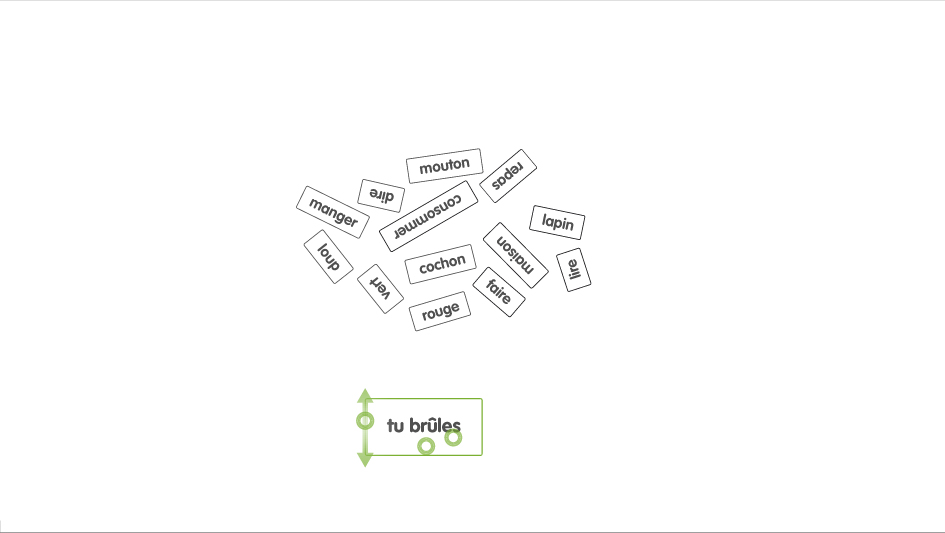 mouton
repas
dire
manger
consommer
lapin
loup
maison
cochon
lire
vert
faire
rouge
tu brûles